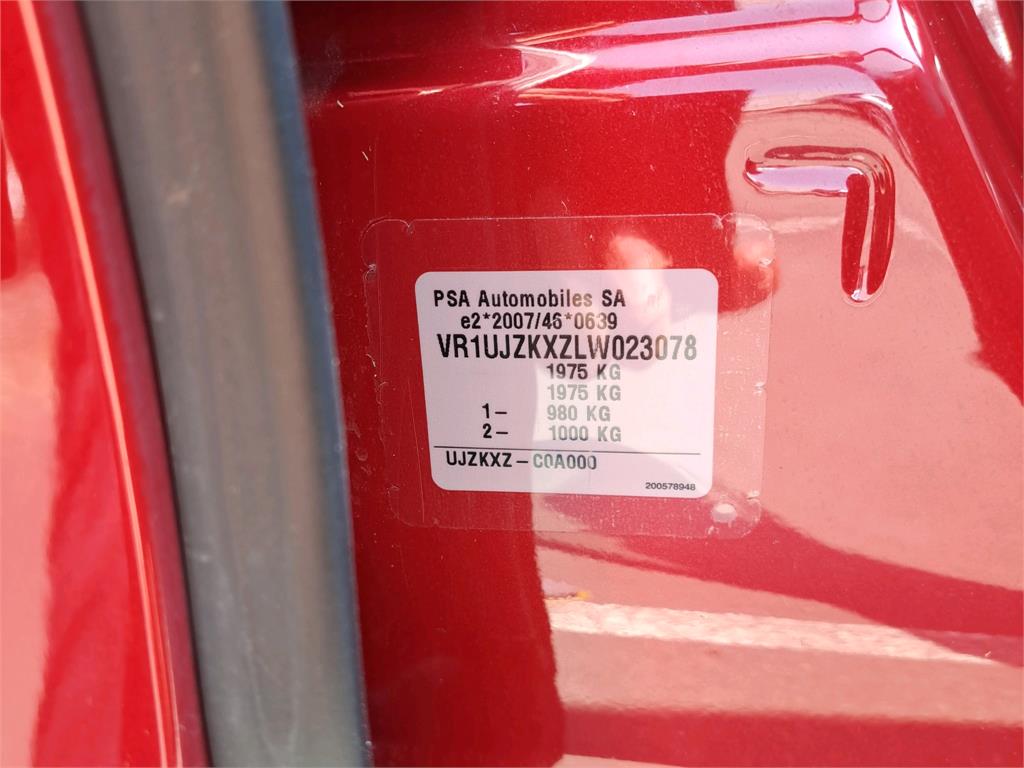 PSA Automobiles SA
e2*2007/46*0639
VR1UJZKXZLW023078
1975 KG
1975 KG
1- 980 KG
2- 1000 KG
UJZKXZ-C0A000
200578948